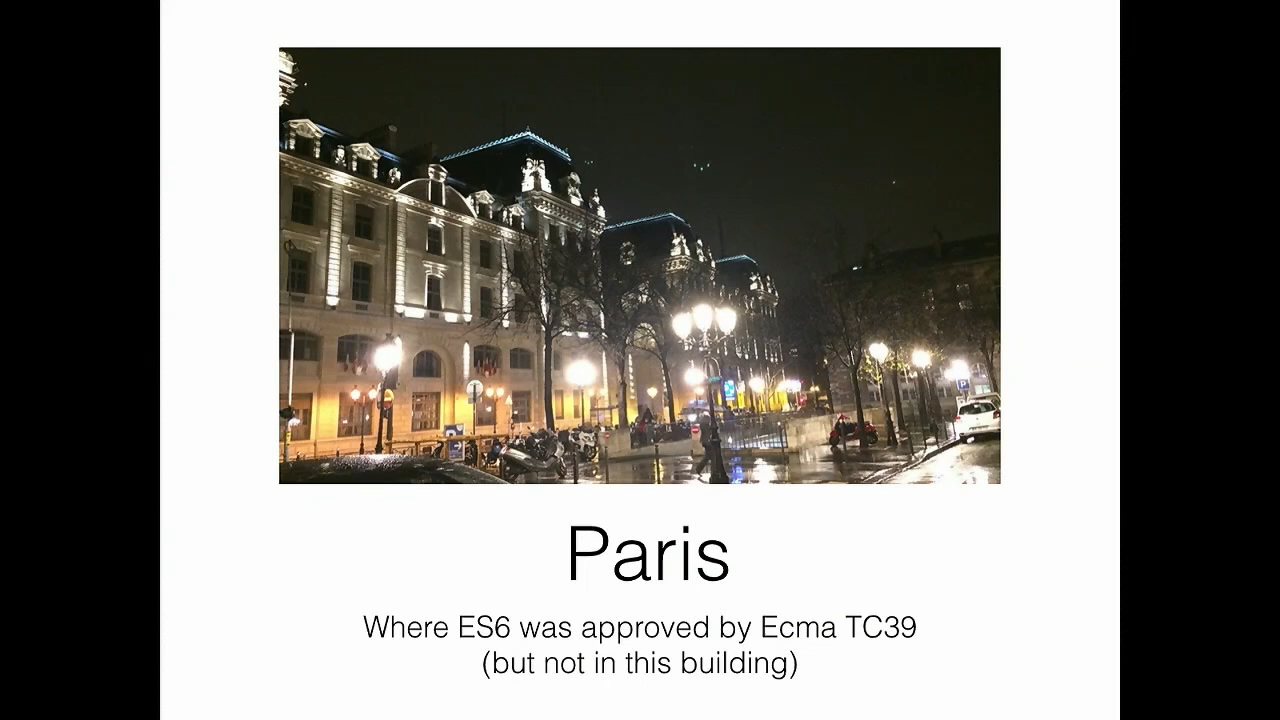 Paris
Where ES6 was approved by Ecma TC39
(but not in this building)